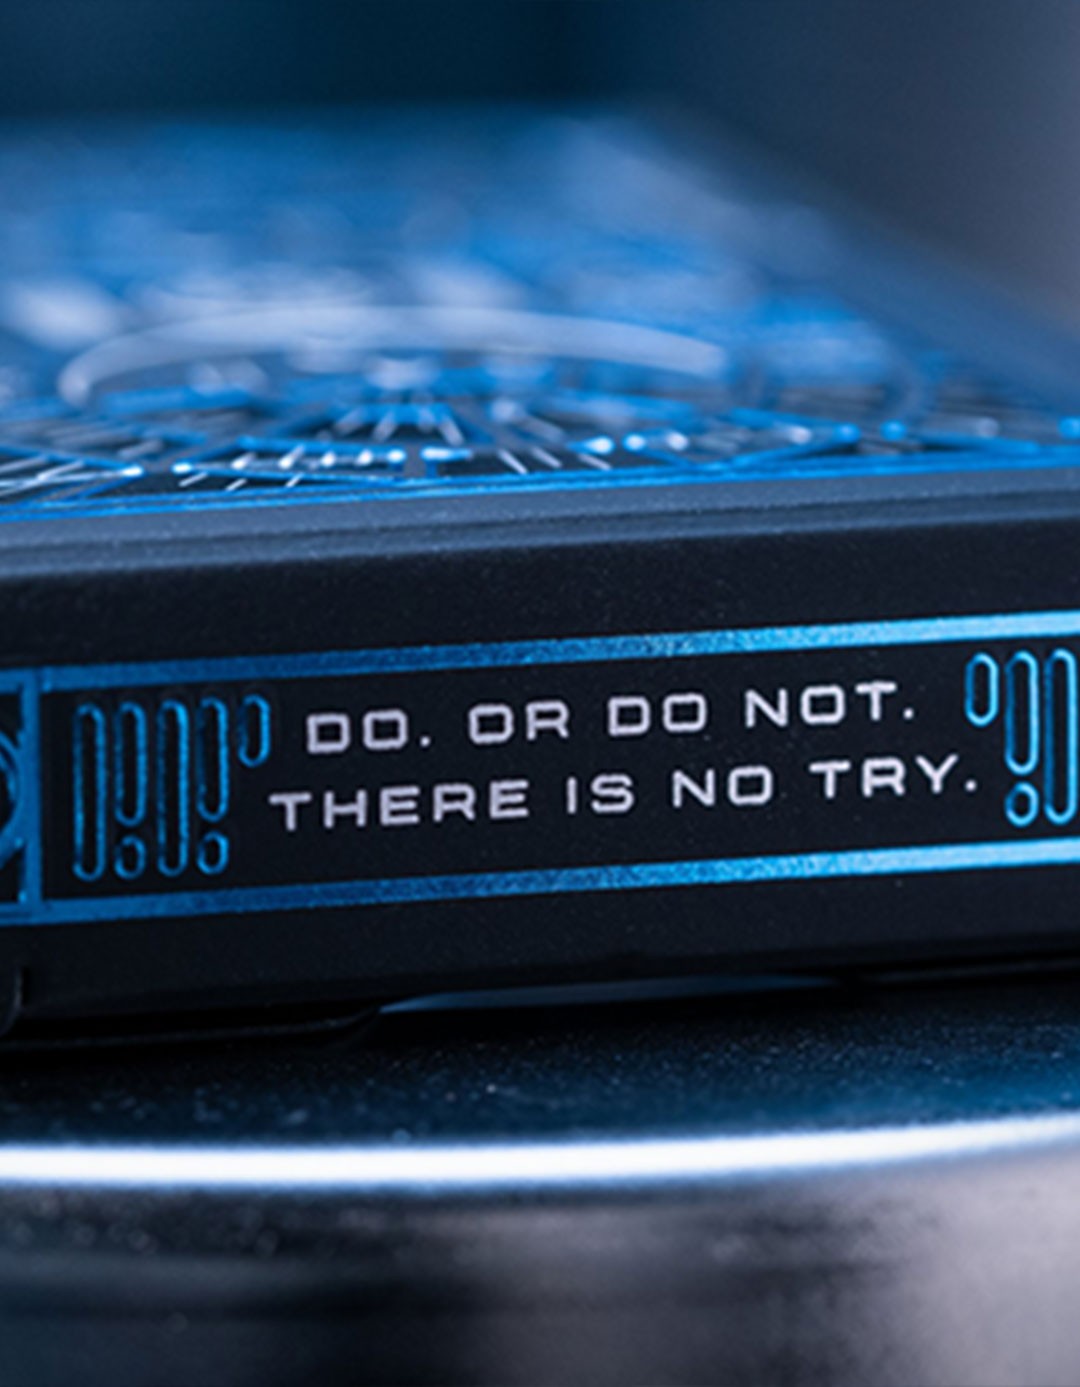 DO. OR DO NOT.
THERE IS NO TRY.